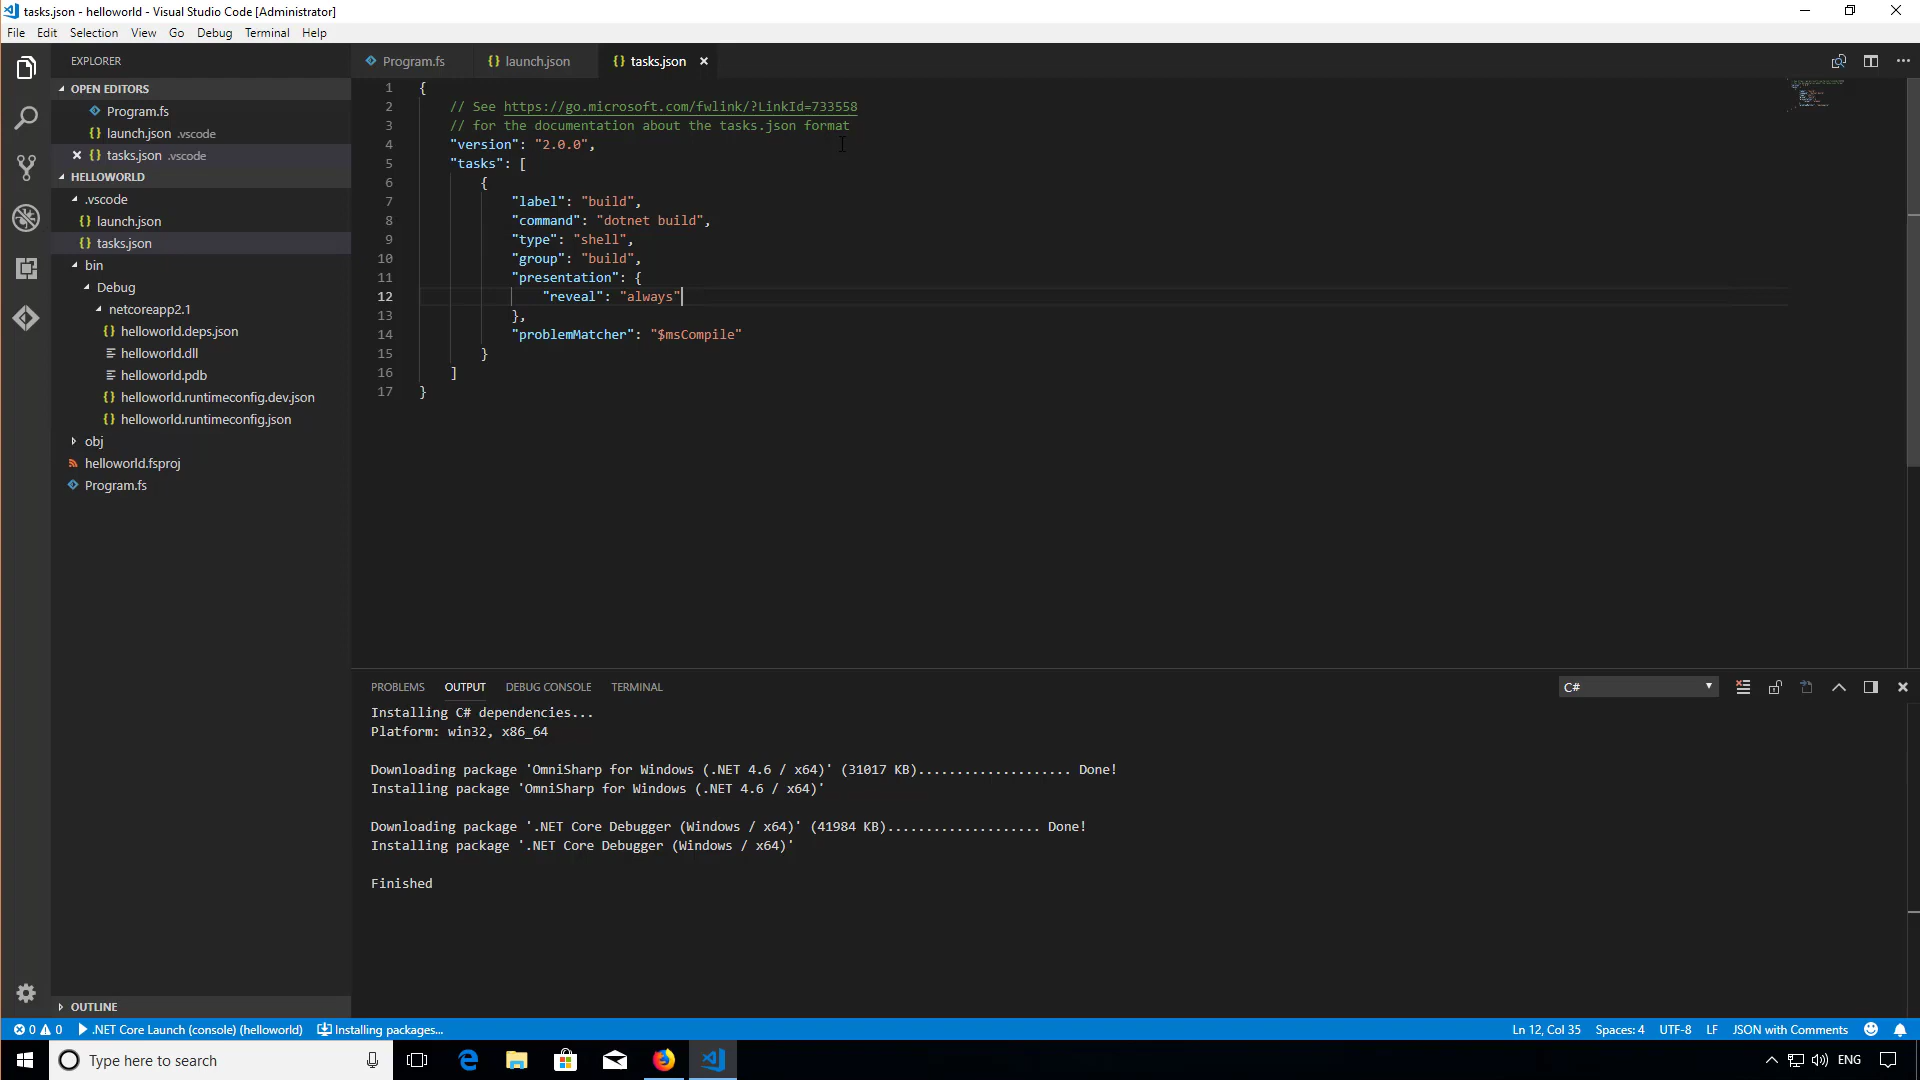 tasks.json - helloworld - Visual Studio Code [Administrator]
File Edit Selection View Go Debug Terminal Help
EXPLORER
OPEN EDITORS
Program.fs
launch.json .vscode
tasks.json .vscode
HELLOWORLD
.vscode
launch.json
tasks.json
bin
Debug
netcoreapp2.1
helloworld.deps.json
helloworld.dll
helloworld.pdb
helloworld.runtimeconfig.dev.json
helloworld.runtimeconfig.json
obj
helloworld.fsproj
Program.fs
OUTLINE
Program.fs launch.json tasks.json
1 {
2 // See https://go.microsoft.com/fwlink/?LinkId=733558
3 // for the documentation about the tasks.json format
4 "version": "2.0.0",
5 "tasks": [
6 {
7 "label": "build",
8 "command": "dotnet build",
9 "type": "shell",
10 "group": "build",
11 "presentation": {
12 "reveal": "always"
13 },
14 "problemMatcher": "$msCompile"
15 }
16 ]
17 }
PROBLEMS OUTPUT DEBUG CONSOLE TERMINAL
C#
Installing C# dependencies...
Platform: win32, x86_64
Downloading package 'OmniSharp for Windows (.NET 4.6 / x64)' (31017 KB).................... Done!
Installing package 'OmniSharp for Windows (.NET 4.6 / x64)'
Downloading package '.NET Core Debugger (Windows / x64)' (41984 KB).................... Done!
Installing package '.NET Core Debugger (Windows / x64)'
Finished
0 0 .NET Core Launch (console) (helloworld) Installing packages... Ln 12, Col 35 Spaces: 4 UTF-8 LF JSON with Comments
Type here to search
ENG